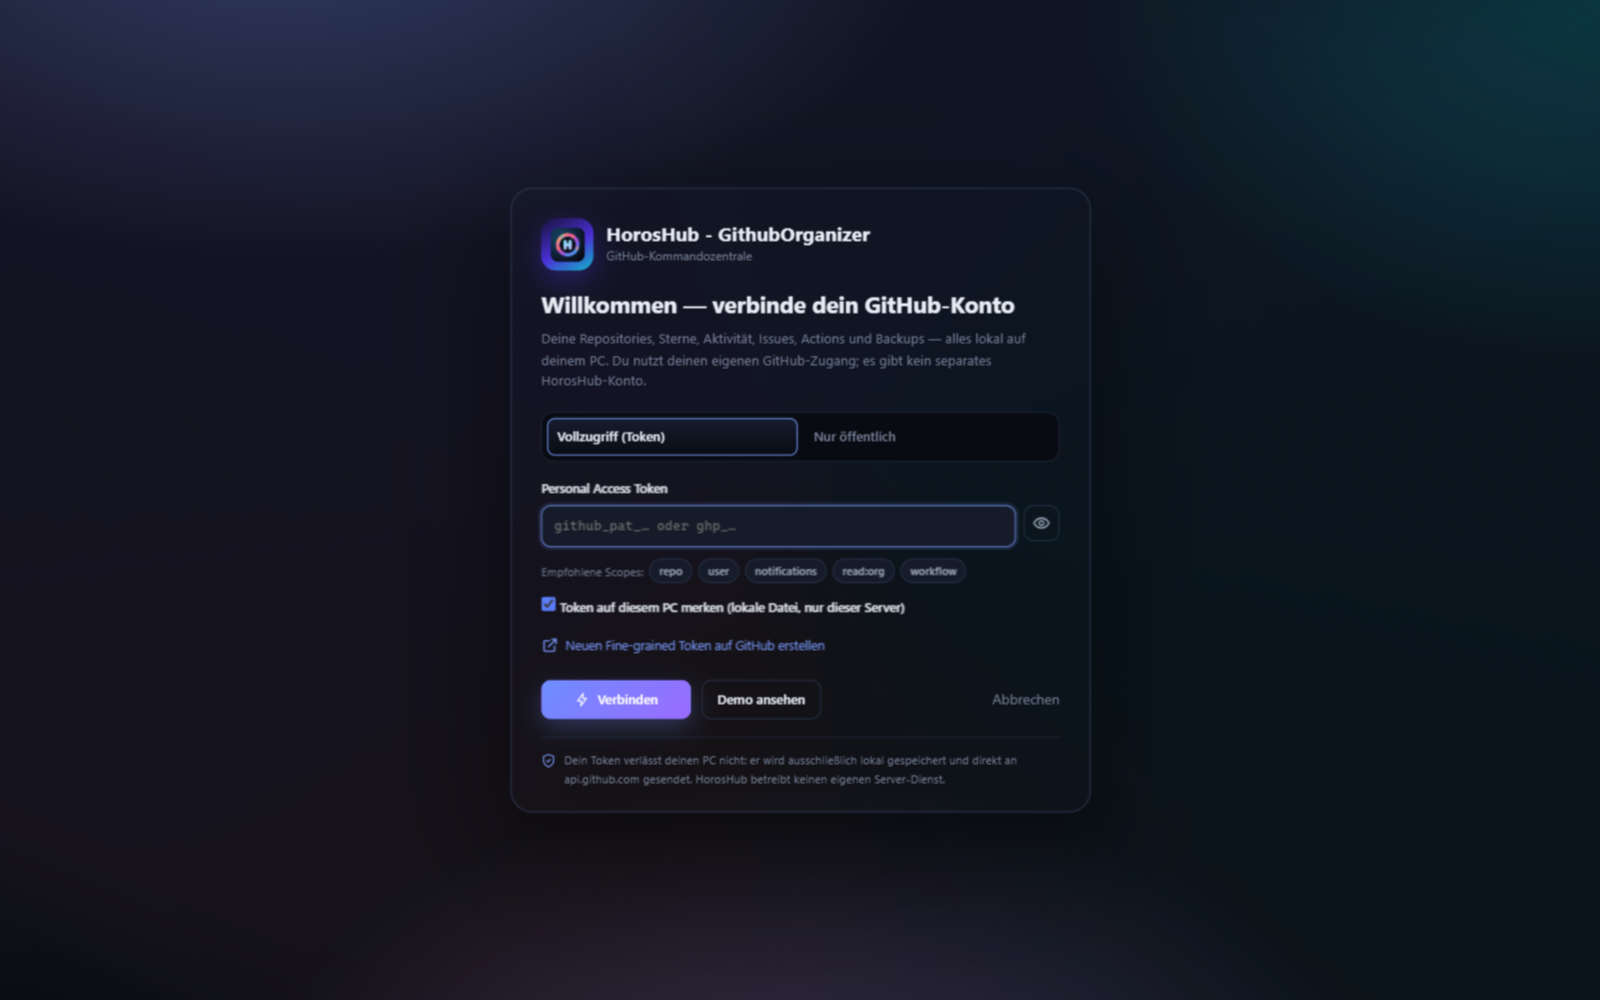 H
HorosHub - GithubOrganizer
GitHub-Kommandozentrale
Willkommen — verbinde dein GitHub-Konto
Deine Repositories, Sterne, Aktivität, Issues, Actions und Backups — alles lokal auf
deinem PC. Du nutzt deinen eigenen GitHub-Zugang; es gibt kein separates
HorosHub-Konto.
Vollzugriff (Token) Nur öffentlich
Personal Access Token
github_pat_… oder ghp_…
Empfohlene Scopes: repo user notifications read:org workflow
Token auf diesem PC merken (lokale Datei, nur dieser Server)
Neuen Fine-grained Token auf GitHub erstellen
Verbinden Demo ansehen Abbrechen
Dein Token verlässt deinen PC nicht: er wird ausschließlich lokal gespeichert und direkt an
api.github.com gesendet. HorosHub betreibt keinen eigenen Server-Dienst.